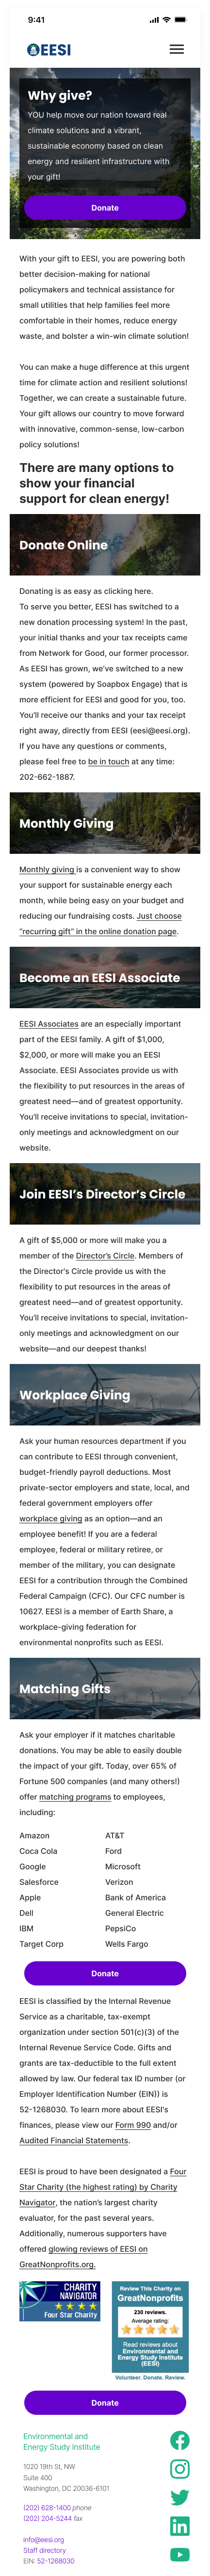 9:41
EESI
Why give?
YOU help move our nation toward real
climate solutions and a vibrant,
sustainable economy based on clean
energy and resilient infrastructure with
your gift!
Donate
With your gift to EESI, you are powering both
better decision-making for national
policymakers and technical assistance for
small utilities that help families feel more
comfortable in their homes, reduce energy
waste, and bolster a win-win climate solution!
You can make a huge difference at this urgent
time for climate action and resilient solutions!
Together, we can create a sustainable future.
Your gift allows our country to move forward
with innovative, common-sense, low-carbon
policy solutions!
There are many options to
show your financial
support for clean energy!
Donate Online
Donating is as easy as clicking here.
To serve you better, EESI has switched to a
new donation processing system! In the past,
your initial thanks and your tax receipts came
from Network for Good, our former processor.
As EESI has grown, we've switched to a new
system (powered by Soapbox Engage) that is
more efficient for EESI and good for you, too.
You'll receive our thanks and your tax receipt
right away, directly from EESI (eesi@eesi.org).
If you have any questions or comments,
please feel free to be in touch at any time:
202-662-1887.
Monthly Giving
Monthly giving is a convenient way to show
your support for sustainable energy each
month, while being easy on your budget and
reducing our fundraising costs. Just choose
"recurring gift" in the online donation page.
Become an EESI Associate
EESI Associates are an especially important
part of the EESI family. A gift of $1,000,
$2,000, or more will make you an EESI
Associate. EESI Associates provide us with
the flexibility to put resources in the areas of
greatest need—and of greatest opportunity.
You'll receive invitations to special, invitation-
only meetings and acknowledgment on our
website.
Join EESI's Director's Circle
A gift of $5,000 or more will make you a
member of the Director's Circle. Members of
the Director's Circle provide us with the
flexibility to put resources in the areas of
greatest need—and of greatest opportunity.
You'll receive invitations to special, invitation-
only meetings and acknowledgment on our
website—and our deepest thanks!
Workplace Giving
Ask your human resources department if you
can contribute to EESI through convenient,
budget-friendly payroll deductions. Most
private-sector employers and state, local, and
federal government employers offer
workplace giving as an option—and an
employee benefit! If you are a federal
employee, federal or military retiree, or
member of the military, you can designate
EESI for a contribution through the Combined
Federal Campaign (CFC). Our CFC number is
10627. EESI is a member of Earth Share, a
workplace-giving federation for
environmental nonprofits such as EESI.
Matching Gifts
Ask your employer if it matches charitable
donations. You may be able to easily double
the impact of your gift. Today, over 65% of
Fortune 500 companies (and many others!)
offer matching programs to employees,
including:
Amazon
Coca Cola
Google
Salesforce
Apple
Dell
IBM
Target Corp
AT&T
Ford
Microsoft
Verizon
Bank of America
General Electric
PepsiCo
Wells Fargo
Donate
EESI is classified by the Internal Revenue
Service as a charitable, tax-exempt
organization under section 501(c)(3) of the
Internal Revenue Service Code. Gifts and
grants are tax-deductible to the full extent
allowed by law. Our federal tax ID number (or
Employer Identification Number (EIN)) is
52-1268030. To learn more about EESI's
finances, please view our Form 990 and/or
Audited Financial Statements.
EESI is proud to have been designated a Four
Star Charity (the highest rating) by Charity
Navigator, the nation's largest charity
evaluator, for the past several years.
Additionally, numerous supporters have
offered glowing reviews of EESI on
GreatNonprofits.org.
CHARITY
NAVIGATOR
Four Star Charity
Review This Charity on
GreatNonprofits
230 reviews.
Average rating:
Read reviews about
Environmental and
Energy Study Institute
(EESI)
Volunteer. Donate. Review.
Donate
Environmental and
Energy Study Institute
1020 19th St, NW
Suite 400
Washington, DC 20036-6101
(202) 628-1400 phone
(202) 204-5244 fax
info@eesi.org
Staff directory
EIN: 52-1268030